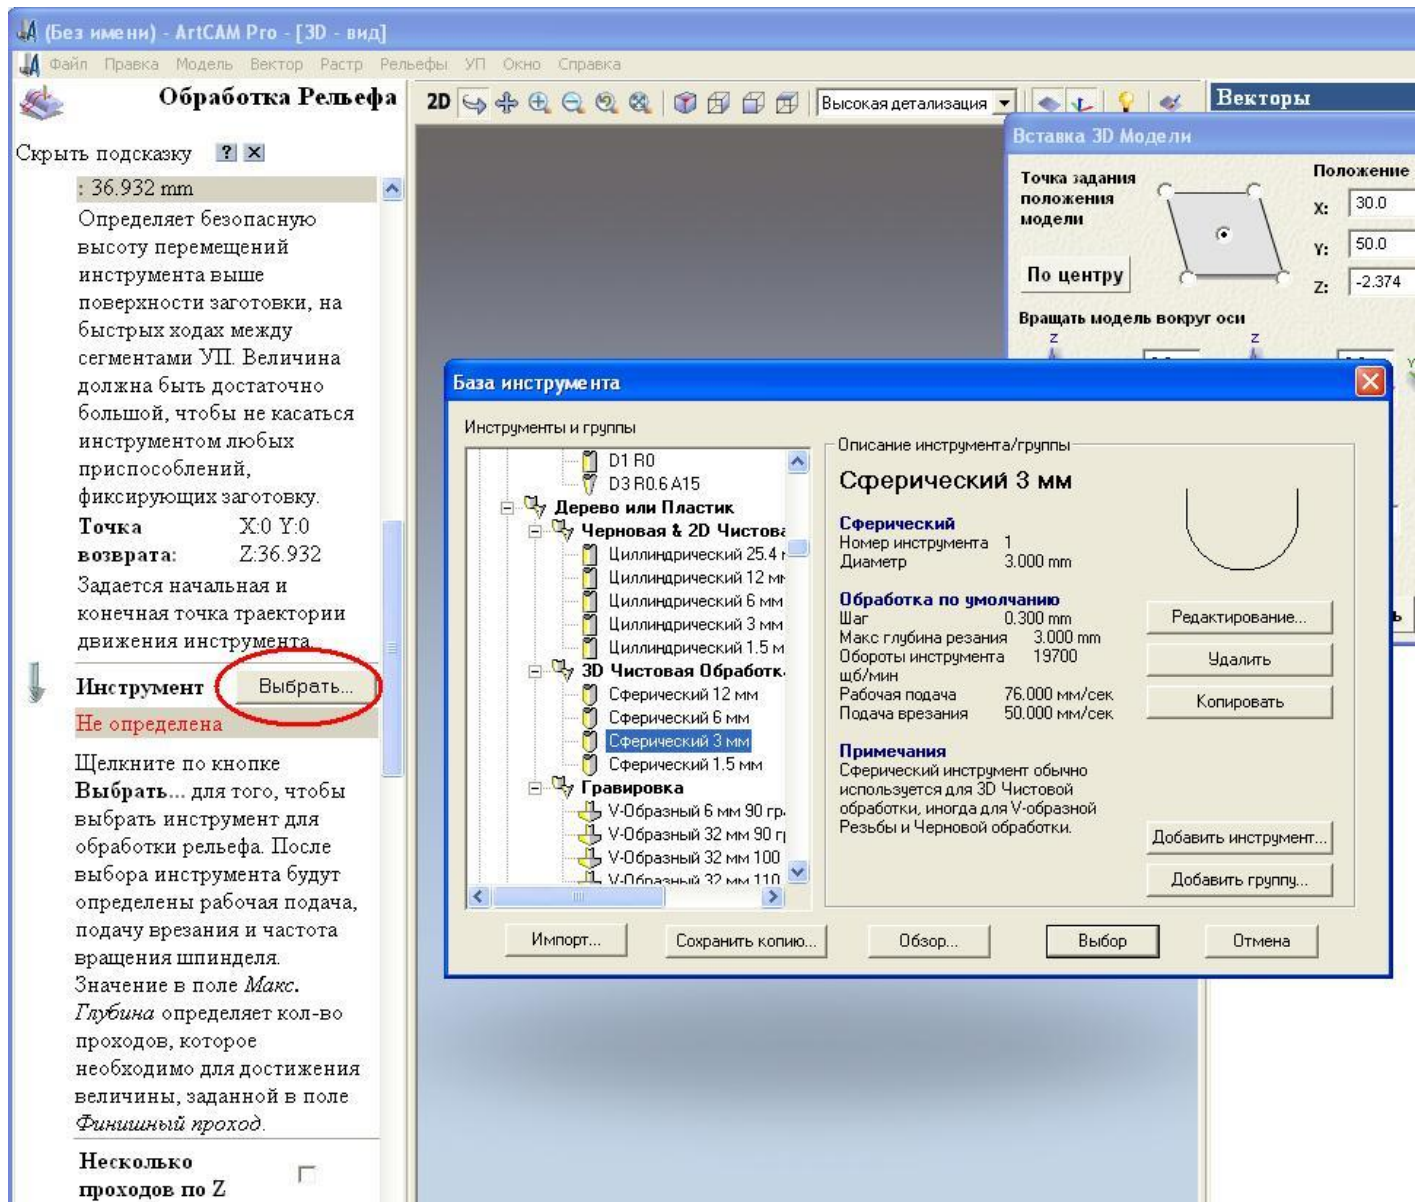 (Без имени) - ArtCAM Pro - [3D - вид]
Файл Правка Модель Вектор Растр Рельефы УП Окно Справка
Обработка Рельефа
Скрыть подсказку ? X
: 36.932 mm
Определяет безопасную
высоту перемещений
инструмента выше
поверхности заготовки, на
быстрых ходах между
сегментами УП. Величина
должна быть достаточно
большой, чтобы не касаться
инструментом любых
приспособлений,
фиксирующих заготовку.
Точка X:0 Y:0
возврата: Z:36.932
Задается начальная и
конечная точка траектории
движения инструмента.
Инструмент Выбрать...
Не определена
Щелкните по кнопке
Выбрать... для того, чтобы
выбрать инструмент для
обработки рельефа. После
выбора инструмента будут
определены рабочая подача,
подачу врезания и частота
вращения шпинделя.
Значение в поле Макс.
Глубина определяет кол-во
проходов, которое
необходимо для достижения
величины, заданной в поле
Финишный проход.
Несколько
проходов по Z
2D Высокая детализация
Векторы
Вставка 3D Модели
Точка задания
положения
модели
По центру
Положение
X: 30.0
Y: 50.0
Z: -2.374
Вращать модель вокруг оси
Z Z Y
База инструмента
Инструменты и группы
D1 R0
D3 R0.6 A15
Дерево или Пластик
Черновая & 2D Чистова
Циллиндрический 25.4
Циллиндрический 12 мм
Циллиндрический 6 мм
Циллиндрический 3 мм
Циллиндрический 1.5 м
3D Чистовая Обработк
Сферический 12 мм
Сферический 6 мм
Сферический 3 мм
Сферический 1.5 мм
Гравировка
V-Образный 6 мм 90 гр
V-Образный 32 мм 90 г
V-Образный 32 мм 100
V-Образный 32 мм 110
Описание инструмента/группы
Сферический 3 мм
Сферический
Номер инструмента 1
Диаметр 3.000 mm
Обработка по умолчанию
Шаг 0.300 mm
Макс глубина резания 3.000 mm
Обороты инструмента 19700
щб/мин
Рабочая подача 76.000 мм/сек
Подача врезания 50.000 мм/сек
Примечания
Сферический инструмент обычно
используется для 3D Чистовой
обработки, иногда для V-образной
Резьбы и Черновой обработки.
Редактирование...
Удалить
Копировать
Добавить инструмент...
Добавить группу...
Импорт... Сохранить копию... Обзор... Выбор Отмена